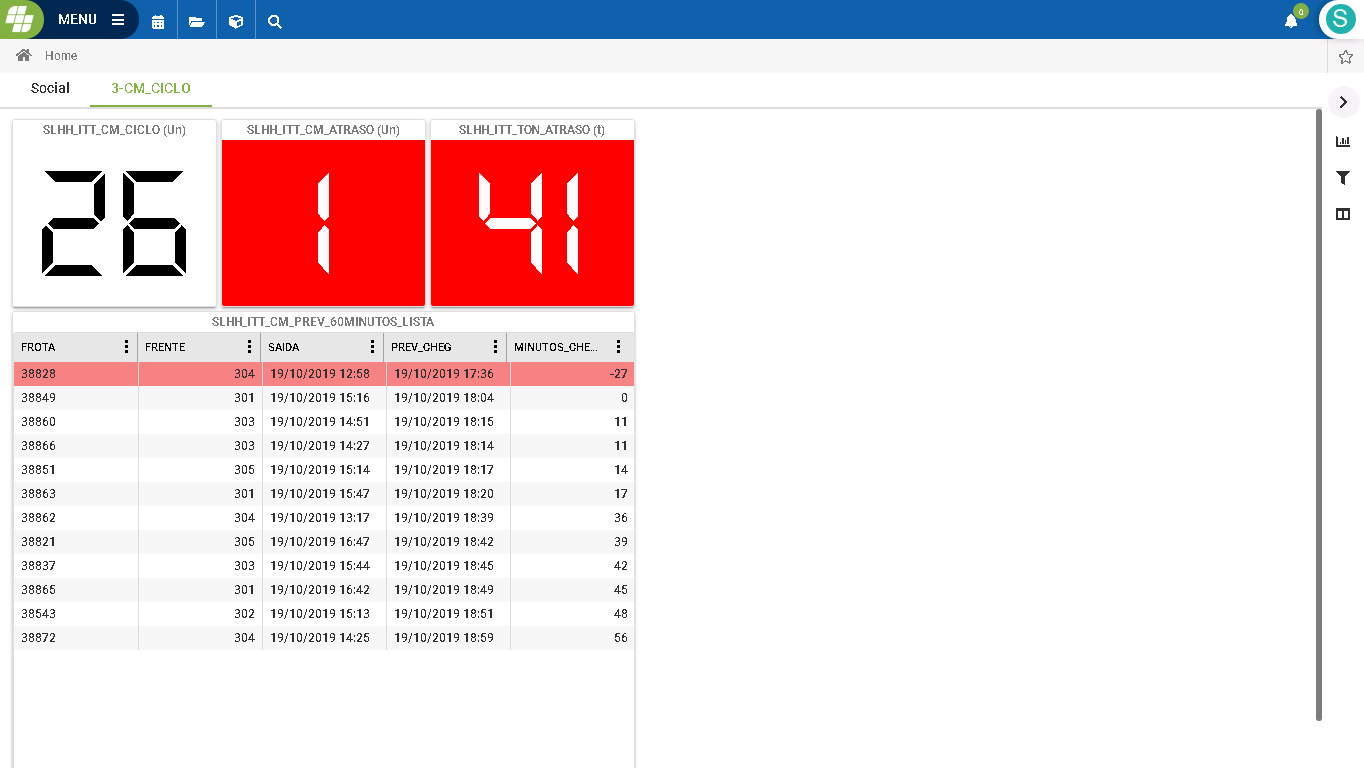 MENU
0
S
Home
Social 3-CM_CICLO
SLHH_ITT_CM_CICLO (Un) SLHH_ITT_CM_ATRASO (Un) SLHH_ITT_TON_ATRASO (t)
26 1 41
SLHH_ITT_CM_PREV_60MINUTOS_LISTA
FROTA FRENTE SAIDA PREV_CHEG MINUTOS_CHE...
38828 304 19/10/2019 12:58 19/10/2019 17:36 -27
38849 301 19/10/2019 15:16 19/10/2019 18:04 0
38860 303 19/10/2019 14:51 19/10/2019 18:15 11
38866 303 19/10/2019 14:27 19/10/2019 18:14 11
38851 305 19/10/2019 15:14 19/10/2019 18:17 14
38863 301 19/10/2019 15:47 19/10/2019 18:20 17
38862 304 19/10/2019 13:17 19/10/2019 18:39 36
38821 305 19/10/2019 16:47 19/10/2019 18:42 39
38837 303 19/10/2019 15:44 19/10/2019 18:45 42
38865 301 19/10/2019 16:42 19/10/2019 18:49 45
38543 302 19/10/2019 15:13 19/10/2019 18:51 48
38872 304 19/10/2019 14:25 19/10/2019 18:59 56